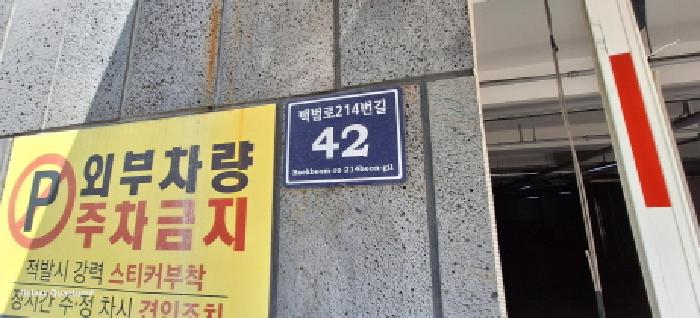 백범로214번길
42
Baekbeom-ro 214beon-gil
P
외부차량
주차금지
적발시 강력 스티커부착
장시간 주·정 차시 견인조치